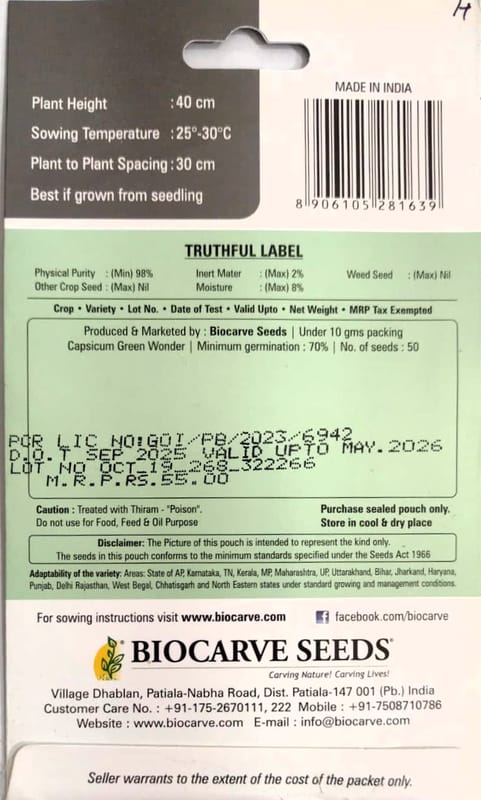 H
Plant Height : 40 cm
Sowing Temperature : 25°-30°C
Plant to Plant Spacing : 30 cm
Best if grown from seedling
MADE IN INDIA
8 906105 281639
TRUTHFUL LABEL
Physical Purity : (Min) 98% Inert Mater : (Max) 2% Weed Seed : (Max) Nil
Other Crop Seed : (Max) Nil Moisture : (Max) 8%
Crop • Variety • Lot No. • Date of Test • Valid Upto • Net Weight • MRP Tax Exempted
Produced & Marketed by : Biocarve Seeds | Under 10 gms packing
Capsicum Green Wonder | Minimum germination : 70% | No. of seeds : 50
PCR LIC NO:GOI/PB/2023/6942
D.O.T SEP 2025 VALID UPTO MAY.2026
LOT NO OCT_19_268_322266
M.R.P.RS.55.00
Caution : Treated with Thiram - "Poison". Purchase sealed pouch only.
Do not use for Food, Feed & Oil Purpose Store in cool & dry place
Disclaimer: The Picture of this pouch is intended to represent the kind only.
The seeds in this pouch conforms to the minimum standards specified under the Seeds Act 1966
Adaptability of the variety: Areas: State of AP, Karnataka, TN, Kerala, MP, Maharashtra, UP, Uttarakhand, Bihar, Jharkand, Haryana,
Punjab, Delhi Rajasthan, West Begal, Chhatisgarh and North Eastern states under standard growing and management conditions.
For sowing instructions visit www.biocarve.com f facebook.com/biocarve
BIOCARVE SEEDS®
Carving Nature! Carving Lives!
Village Dhablan, Patiala-Nabha Road, Dist. Patiala-147 001 (Pb.) India
Customer Care No. : +91-175-2670111, 222 Mobile : +91-7508710786
Website : www.biocarve.com E-mail : info@biocarve.com
Seller warrants to the extent of the cost of the packet only.